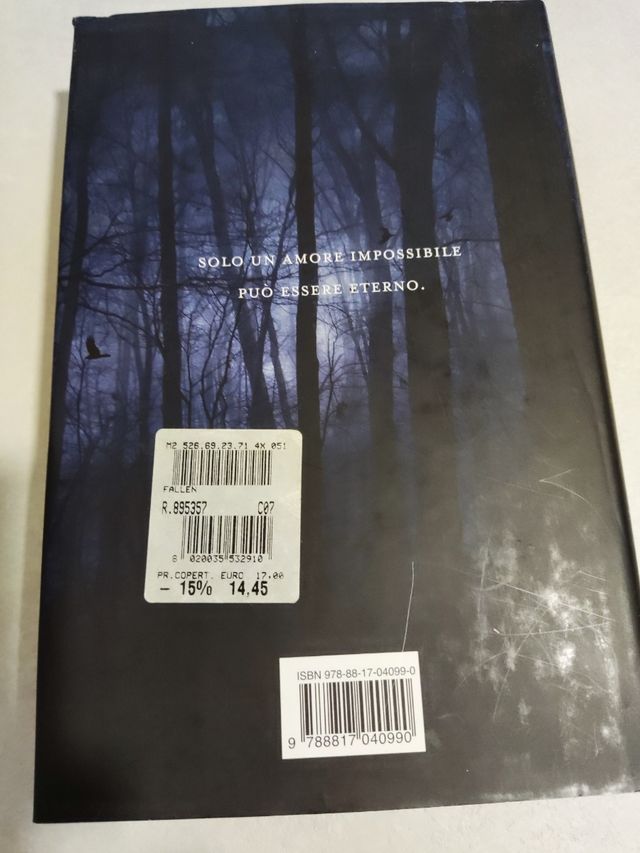 SOLO UN AMORE IMPOSSIBILE
PUÒ ESSERE ETERNO.
M2 526.69.23.71 4X 051
FALLEN
R.895357 C07
8 020035 532910
PR.COPERT. EURO 17,00
- 15% 14,45
ISBN 978-88-17-04099-0
9 788817 040990